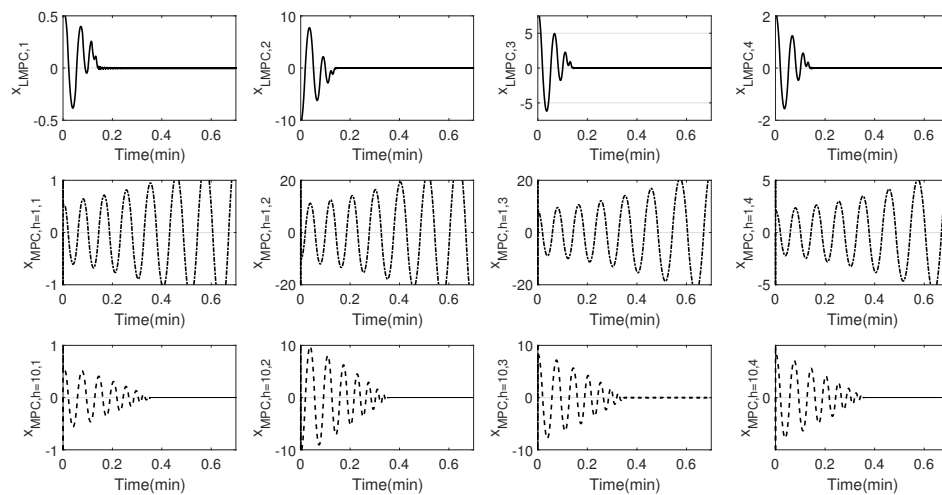 x_LMPC,1
0.5
0
-0.5
0 0.2 0.4 0.6
Time(min)
x_LMPC,2
10
0
-10
0 0.2 0.4 0.6
Time(min)
x_LMPC,3
5
0
-5
0 0.2 0.4 0.6
Time(min)
x_LMPC,4
2
0
-2
0 0.2 0.4 0.6
Time(min)
x_MPC,h=1,1
1
0
-1
0 0.2 0.4 0.6
Time(min)
x_MPC,h=1,2
20
0
-20
0 0.2 0.4 0.6
Time(min)
x_MPC,h=1,3
20
0
-20
0 0.2 0.4 0.6
Time(min)
x_MPC,h=1,4
5
0
-5
0 0.2 0.4 0.6
Time(min)
x_MPC,h=10,1
1
0
-1
0 0.2 0.4 0.6
Time(min)
x_MPC,h=10,2
10
0
-10
0 0.2 0.4 0.6
Time(min)
x_MPC,h=10,3
10
0
-10
0 0.2 0.4 0.6
Time(min)
x_MPC,h=10,4
2
0
-2
0 0.2 0.4 0.6
Time(min)